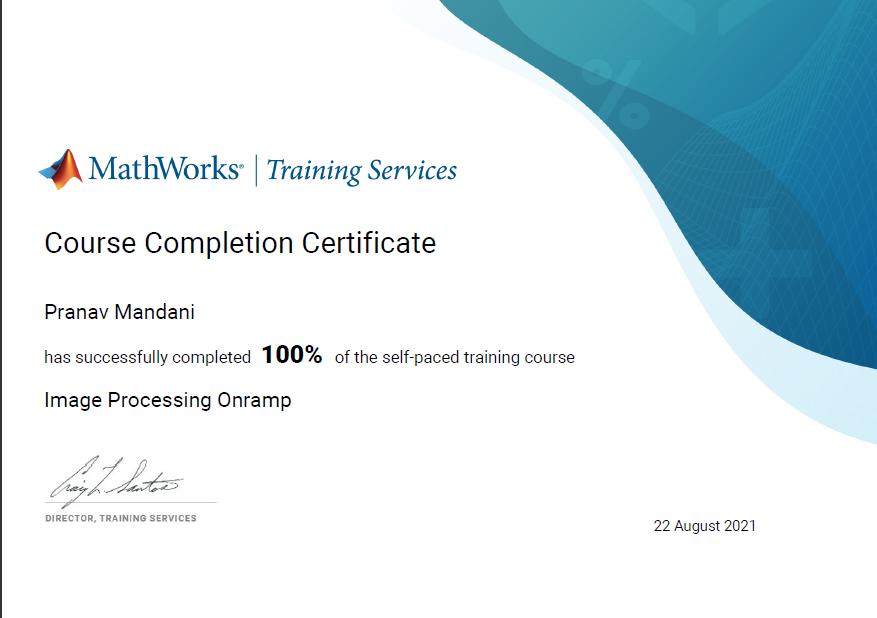 MathWorks® | Training Services
Course Completion Certificate
Pranav Mandani
has successfully completed 100% of the self-paced training course
Image Processing Onramp
Craig L. Santos
DIRECTOR, TRAINING SERVICES
22 August 2021